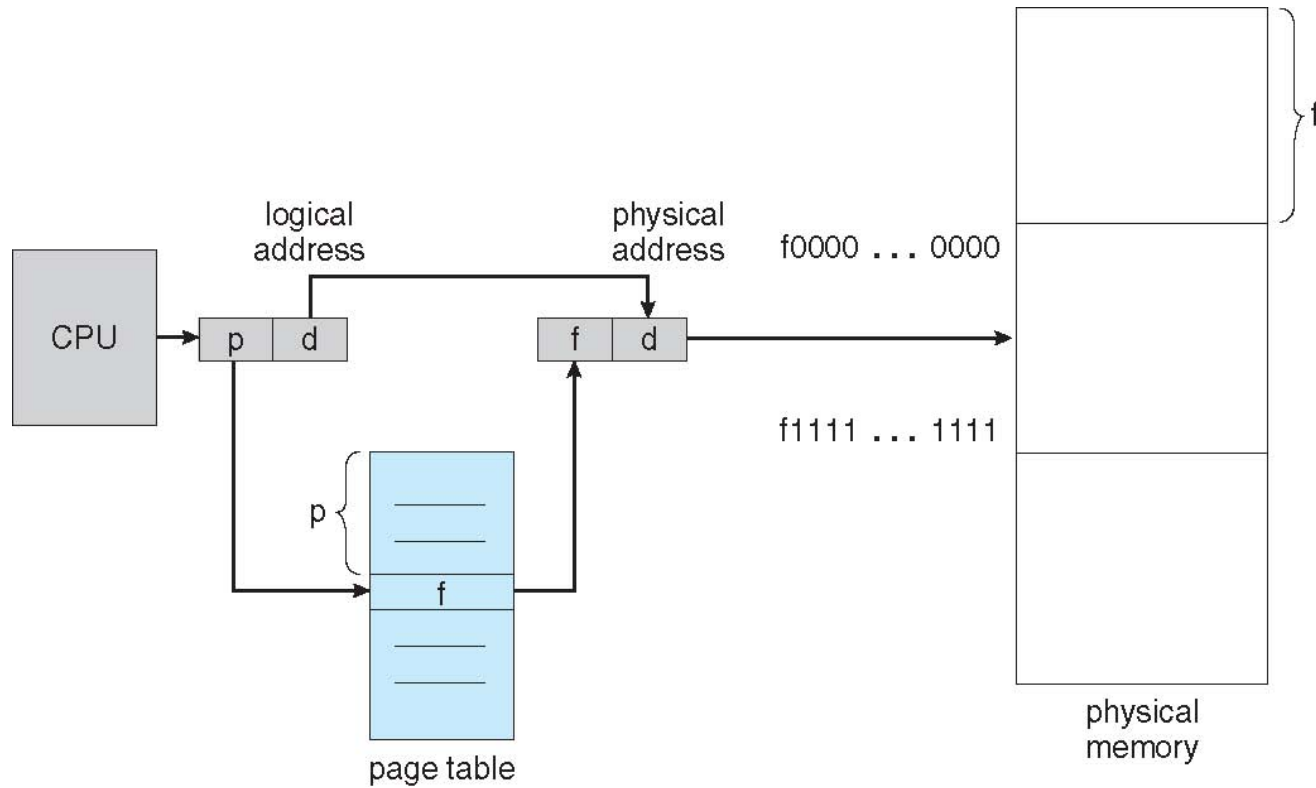 f
logical
address
physical
address
f0000 ... 0000
CPU
p
d
f
d
f1111 ... 1111
p
f
page table
physical
memory